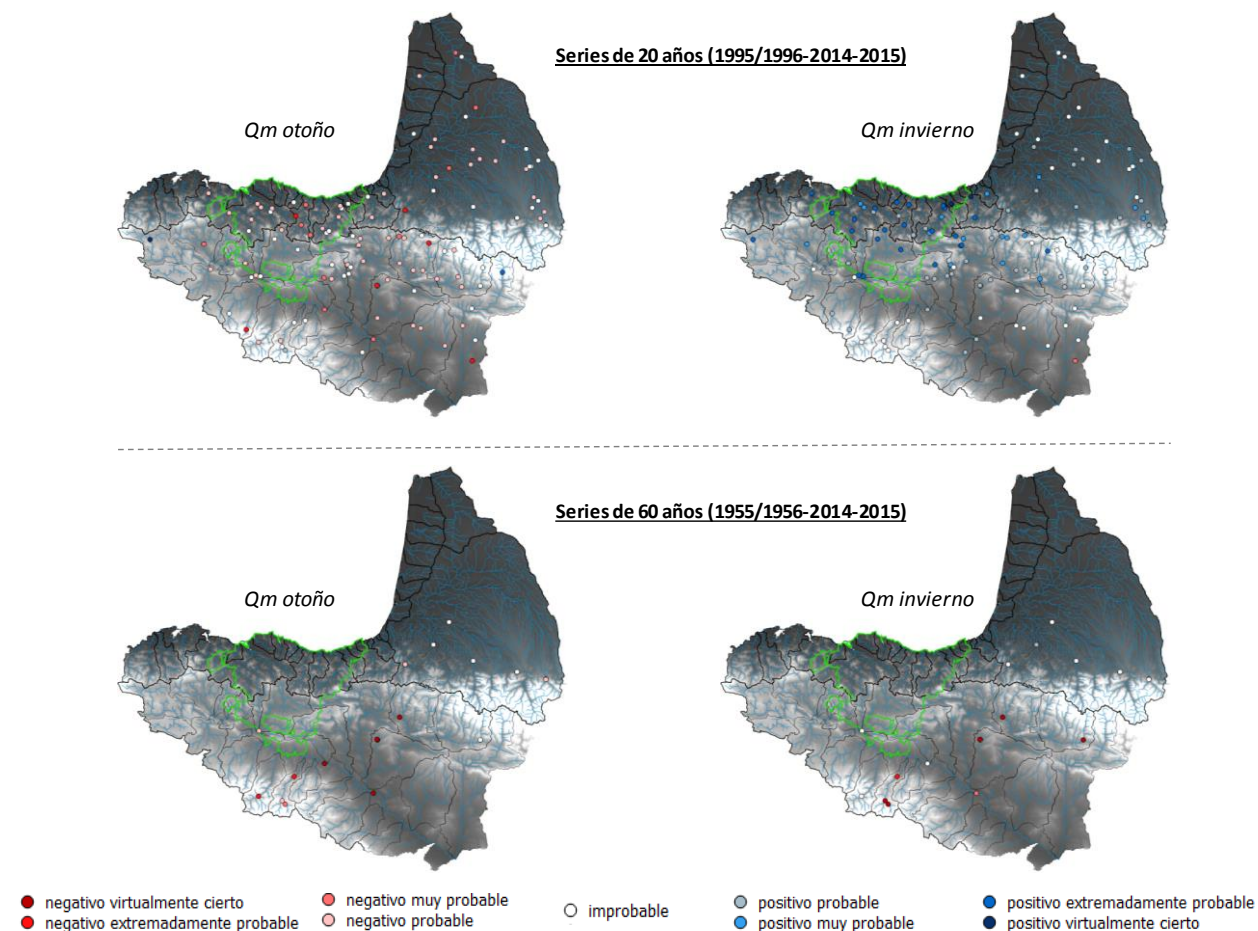 Series de 20 años (1995/1996-2014-2015)
Qm otoño
Qm invierno
Series de 60 años (1955/1956-2014-2015)
Qm otoño
Qm invierno
negativo virtualmente cierto
negativo extremadamente probable
negativo muy probable
negativo probable
improbable
positivo probable
positivo muy probable
positivo extremadamente probable
positivo virtualmente cierto